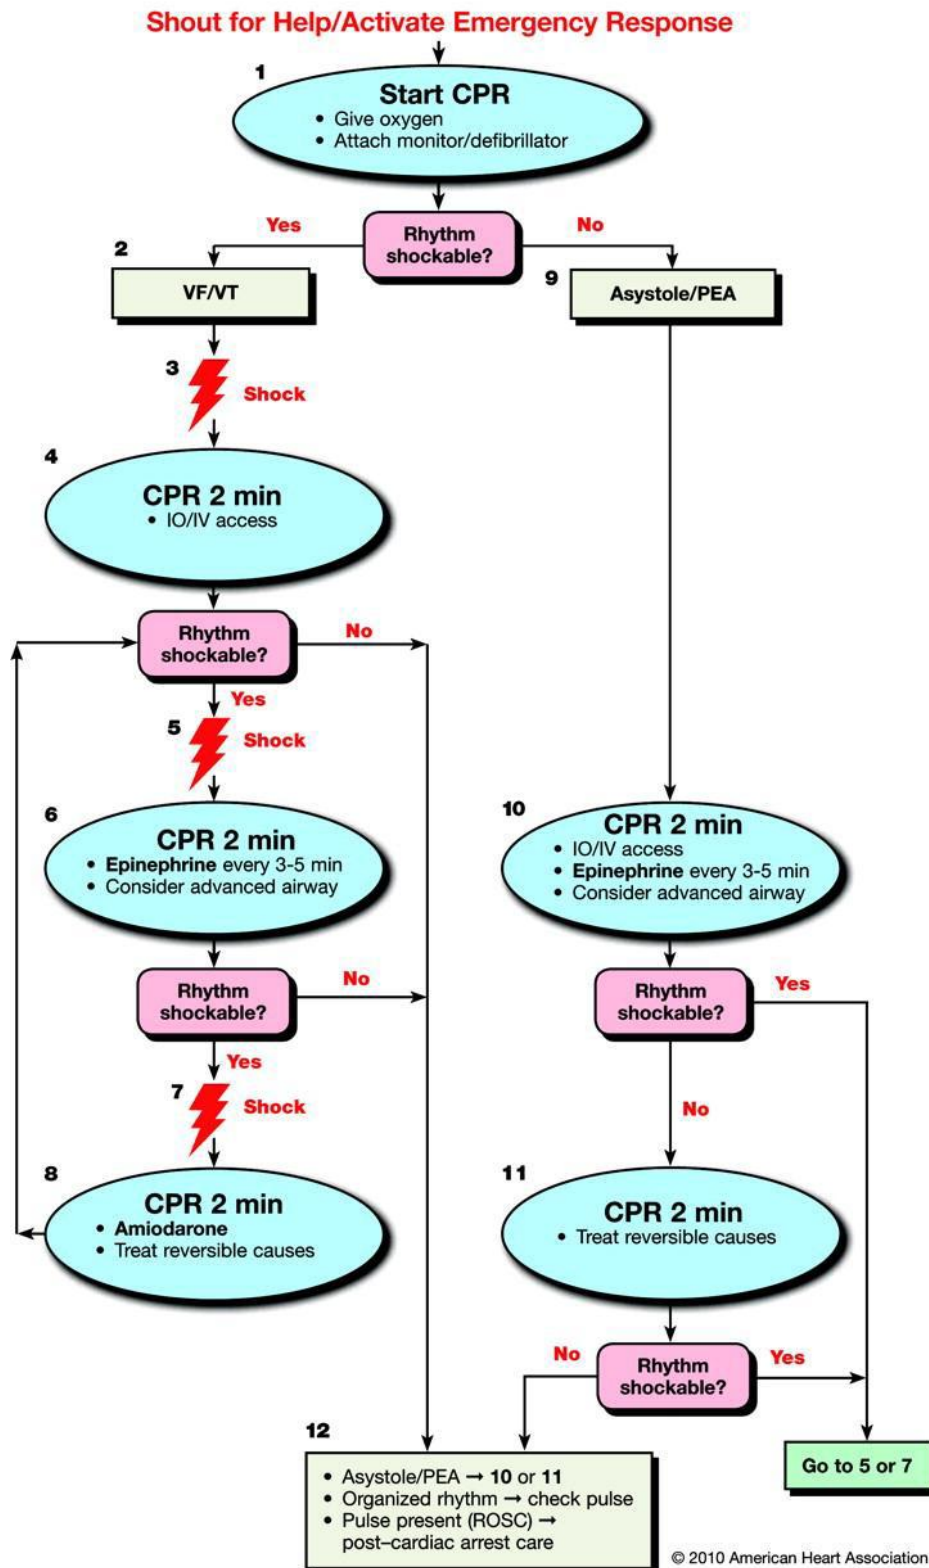 Shout for Help/Activate Emergency Response
1
Start CPR
• Give oxygen
• Attach monitor/defibrillator
Rhythm
shockable?
Yes
No
2
VF/VT
9
Asystole/PEA
3
Shock
4
CPR 2 min
• IO/IV access
Rhythm
shockable?
No
Yes
5
Shock
6
CPR 2 min
• Epinephrine every 3-5 min
• Consider advanced airway
10
CPR 2 min
• IO/IV access
• Epinephrine every 3-5 min
• Consider advanced airway
Rhythm
shockable?
No
Yes
Rhythm
shockable?
Yes
No
7
Shock
8
CPR 2 min
• Amiodarone
• Treat reversible causes
11
CPR 2 min
• Treat reversible causes
No
Rhythm
shockable?
Yes
12
• Asystole/PEA → 10 or 11
• Organized rhythm → check pulse
• Pulse present (ROSC) →
post–cardiac arrest care
Go to 5 or 7
© 2010 American Heart Association